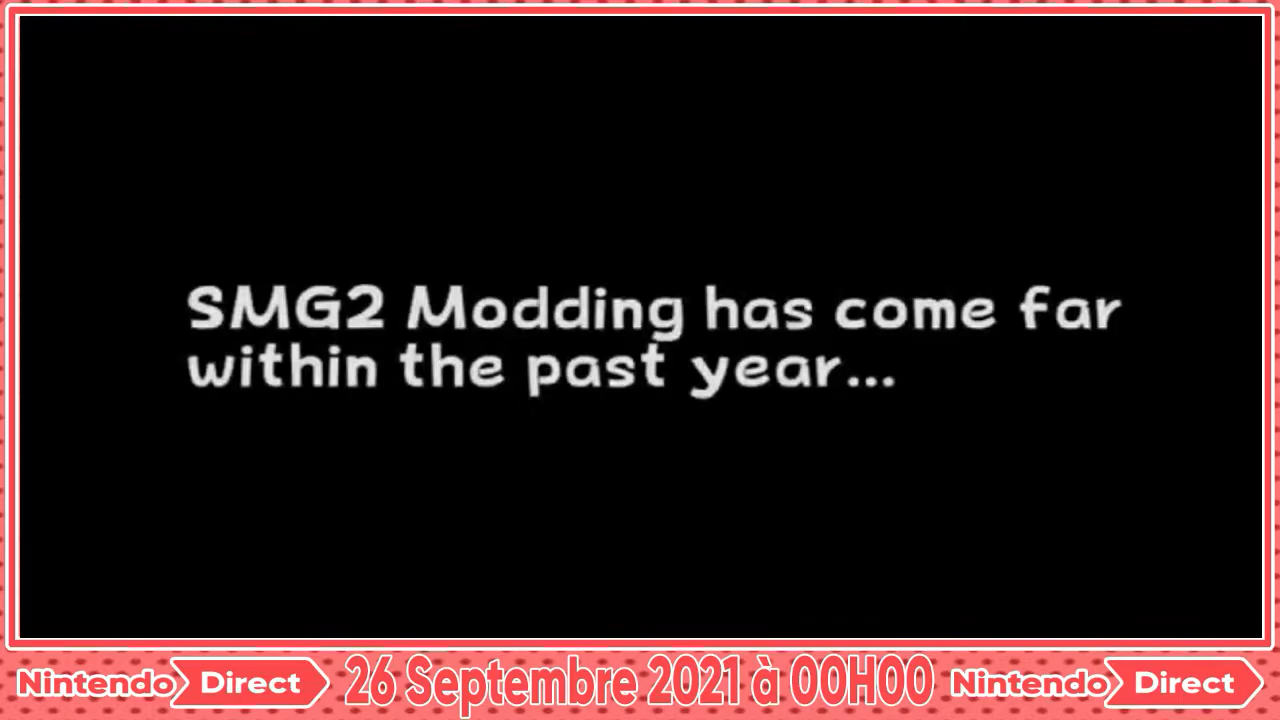 SMG2 Modding has come far
within the past year...
Nintendo Direct 26 Septembre 2021 à 00H00 Nintendo Direct